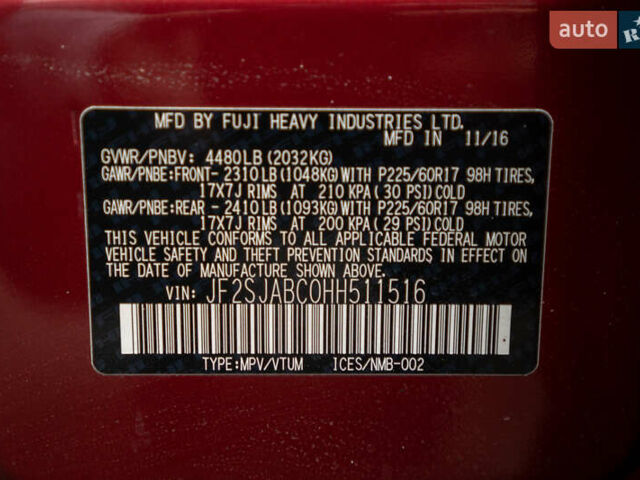 auto
MFD BY FUJI HEAVY INDUSTRIES LTD.
MFD IN 11/16
GVWR/PNBV: 4480LB(2032KG)
GAWR/PNBE:FRONT-2310LB(1048KG)WITH P225/60R17 98H TIRES,
17X7J RIMS AT 210 KPA(30 PSI)COLD
GAWR/PNBE:REAR -2410LB(1093KG)WITH P225/60R17 98H TIRES,
17X7J RIMS AT 200 KPA(29 PSI)COLD
THIS VEHICLE CONFORMS TO ALL APPLICABLE FEDERAL MOTOR
VEHICLE SAFETY AND THEFT PREVENTION STANDARDS IN EFFECT ON
THE DATE OF MANUFACTURE SHOWN ABOVE.
VIN: JF2SJABC0HH511516
TYPE:MPV/VTUM ICES/NMB-002